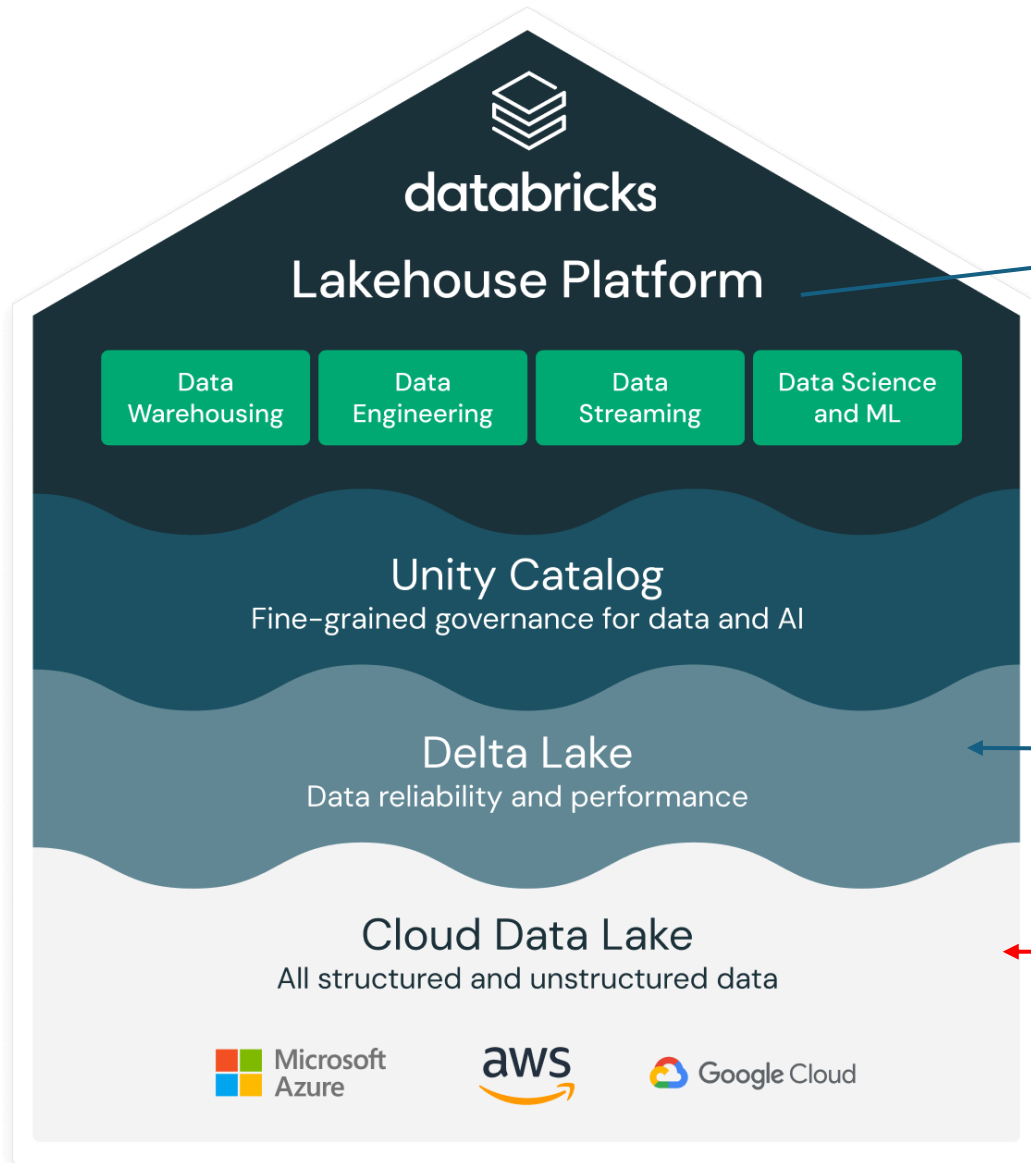 databricks
Lakehouse Platform
Data
Warehousing
Data
Engineering
Data
Streaming
Data Science
and ML
Unity Catalog
Fine-grained governance for data and AI
Delta Lake
Data reliability and performance
Cloud Data Lake
All structured and unstructured data
Microsoft
Azure
aws
Google Cloud